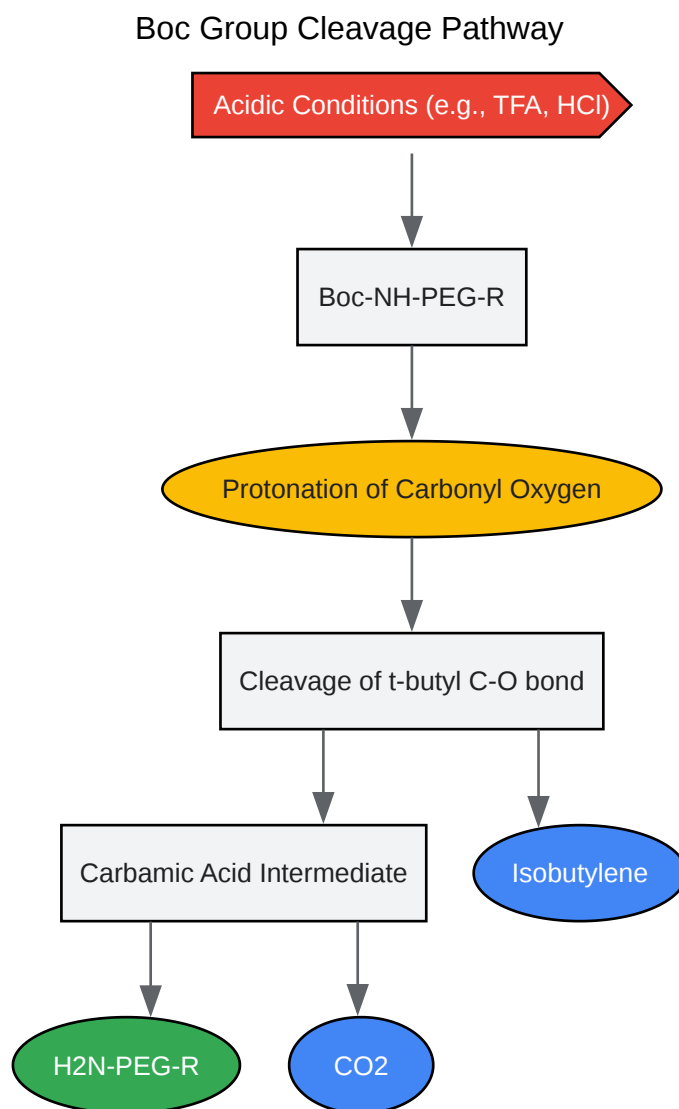 Boc Group Cleavage Pathway
Acidic Conditions (e.g., TFA, HCl)
Boc-NH-PEG-R
Protonation of Carbonyl Oxygen
Cleavage of t-butyl C-O bond
Carbamic Acid Intermediate
Isobutylene
H2N-PEG-R
CO2